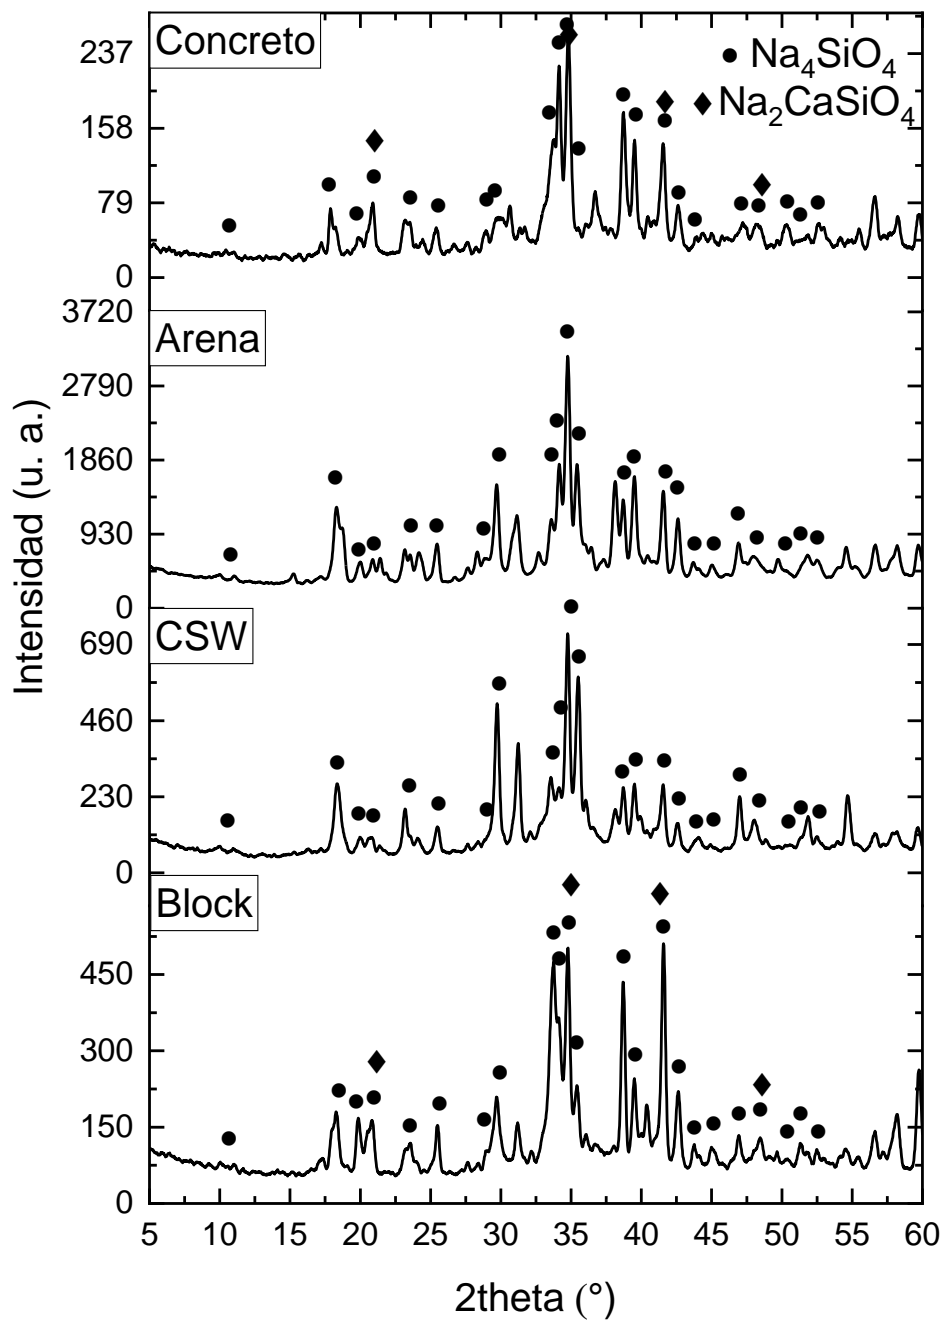 Concreto
● Na₄SiO₄
◆ Na₂CaSiO₄
237
158
79
0
Arena
3720
2790
1860
930
0
CSW
690
460
230
0
Block
450
300
150
0
5 10 15 20 25 30 35 40 45 50 55 60
2theta (°)
Intensidad (u. a.)